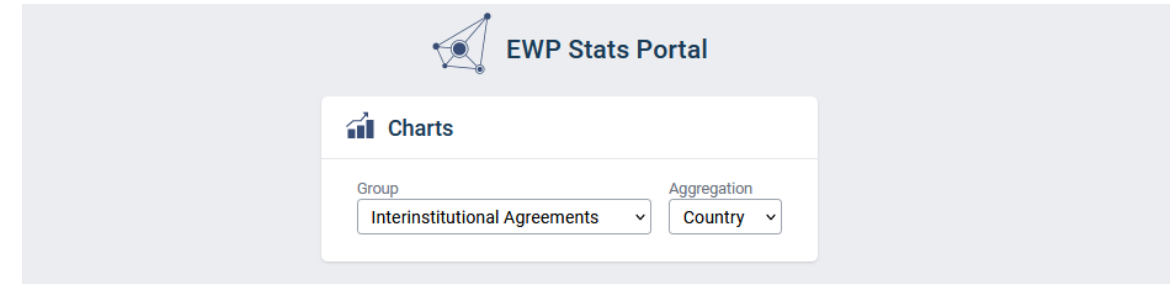 EWP Stats Portal
Charts
Group Aggregation
Interinstitutional Agreements Country